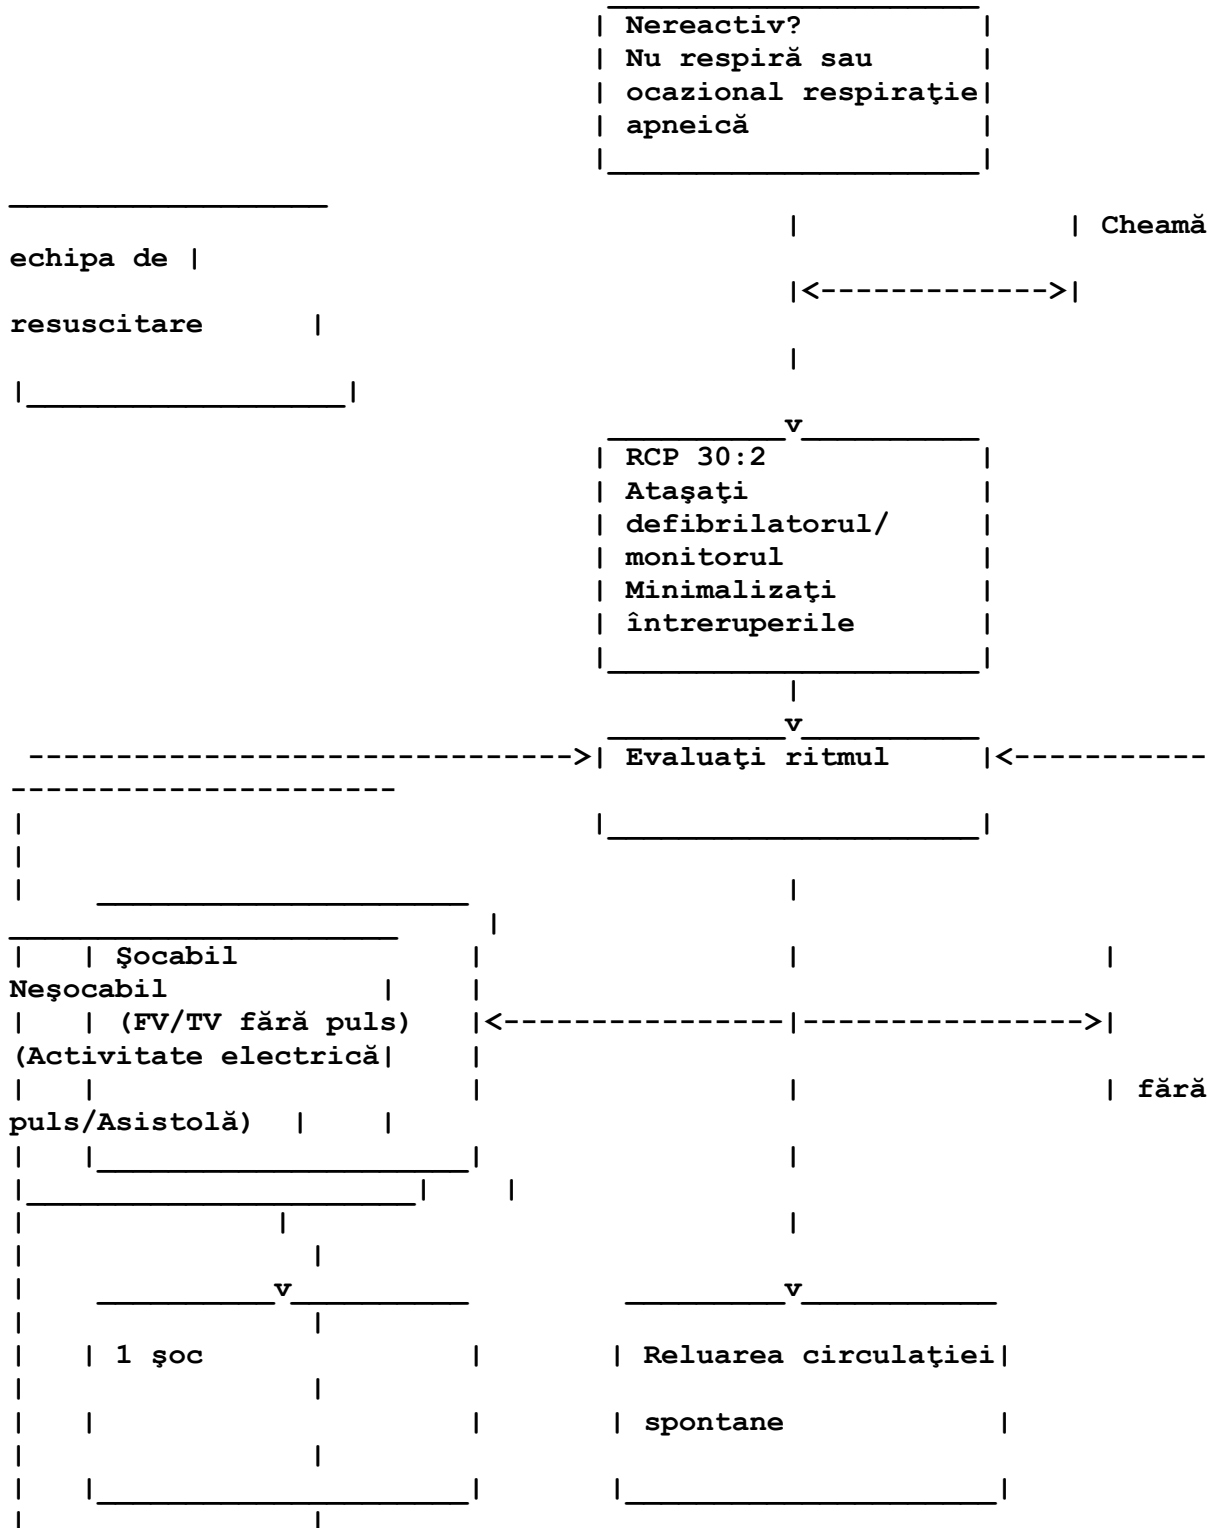 Nereactiv?
Nu respiră sau
ocazional respiraţie
apneică
Cheamă
echipa de
resuscitare
RCP 30:2
Ataşaţi
defibrilatorul/
monitorul
Minimalizaţi
întreruperile
Evaluaţi ritmul
Şocabil
Neşocabil
(FV/TV fără puls)
(Activitate electrică
fără
puls/Asistolă)
1 şoc
Reluarea circulaţiei
spontane